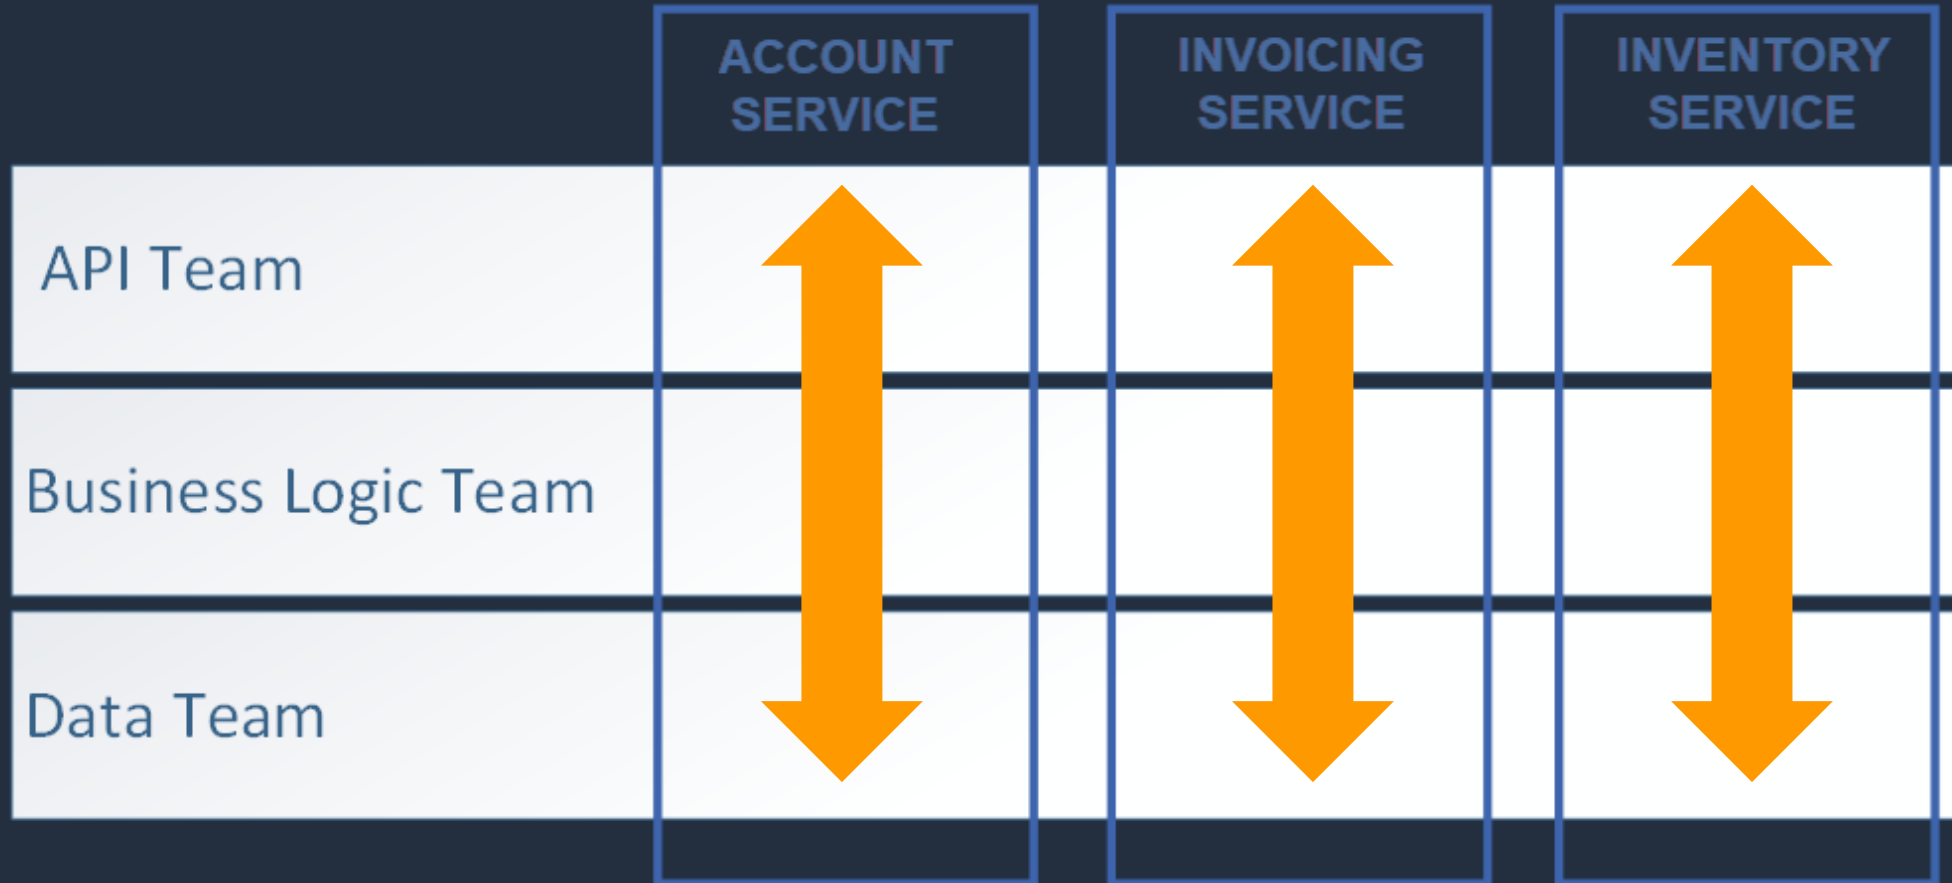 ACCOUNT
SERVICE
INVOICING
SERVICE
INVENTORY
SERVICE
API Team
Business Logic Team
Data Team